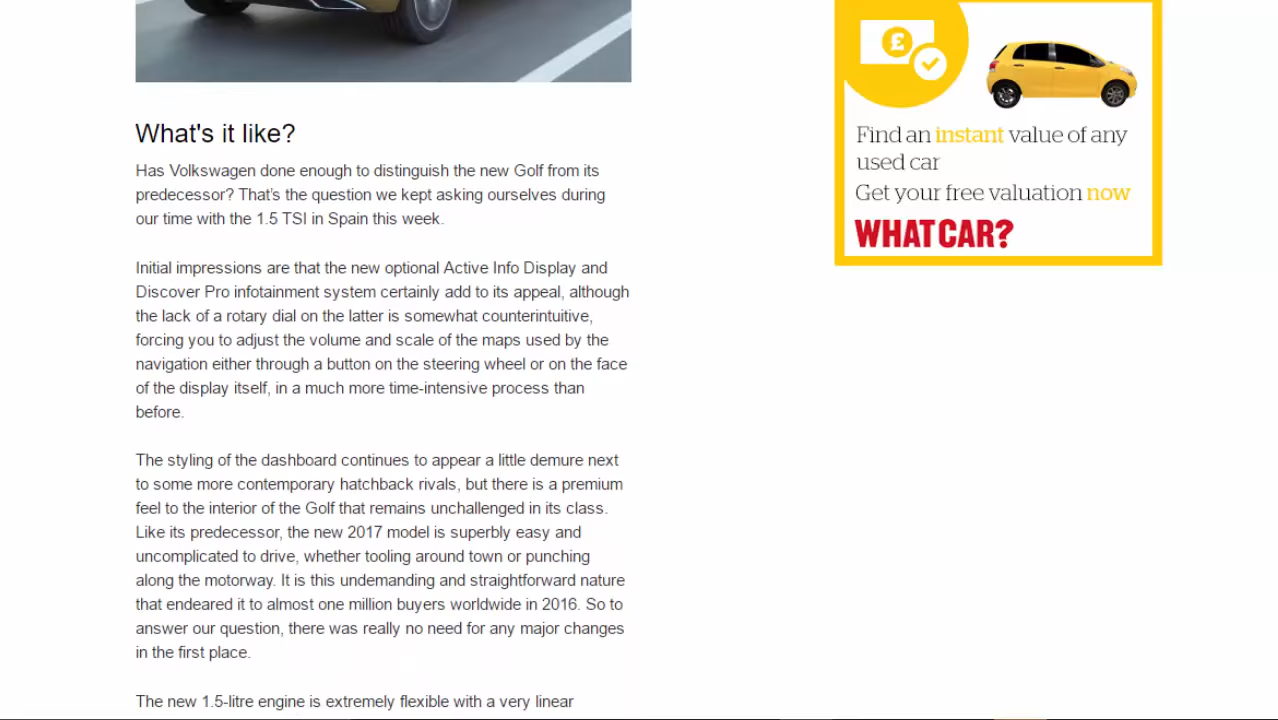 What's it like?
Has Volkswagen done enough to distinguish the new Golf from its
predecessor? That's the question we kept asking ourselves during
our time with the 1.5 TSI in Spain this week.
Initial impressions are that the new optional Active Info Display and
Discover Pro infotainment system certainly add to its appeal, although
the lack of a rotary dial on the latter is somewhat counterintuitive,
forcing you to adjust the volume and scale of the maps used by the
navigation either through a button on the steering wheel or on the face
of the display itself, in a much more time-intensive process than
before.
The styling of the dashboard continues to appear a little demure next
to some more contemporary hatchback rivals, but there is a premium
feel to the interior of the Golf that remains unchallenged in its class.
Like its predecessor, the new 2017 model is superbly easy and
uncomplicated to drive, whether tooling around town or punching
along the motorway. It is this undemanding and straightforward nature
that endeared it to almost one million buyers worldwide in 2016. So to
answer our question, there was really no need for any major changes
in the first place.
The new 1.5-litre engine is extremely flexible with a very linear
£
Find an instant value of any
used car
Get your free valuation now
WHAT CAR?